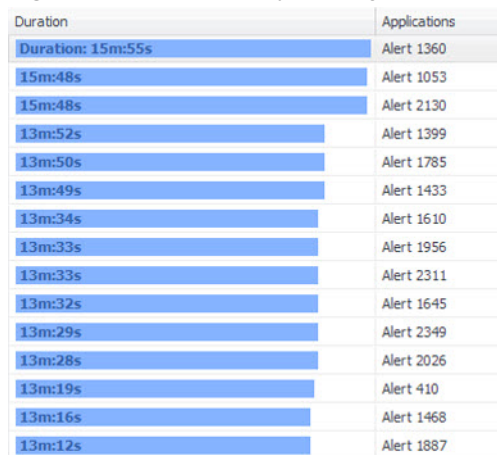 Duration Applications
Duration: 15m:55s Alert 1360
15m:48s Alert 1053
15m:48s Alert 2130
13m:52s Alert 1399
13m:50s Alert 1785
13m:49s Alert 1433
13m:34s Alert 1610
13m:33s Alert 1956
13m:33s Alert 2311
13m:32s Alert 1645
13m:29s Alert 2349
13m:28s Alert 2026
13m:19s Alert 410
13m:16s Alert 1468
13m:12s Alert 1887